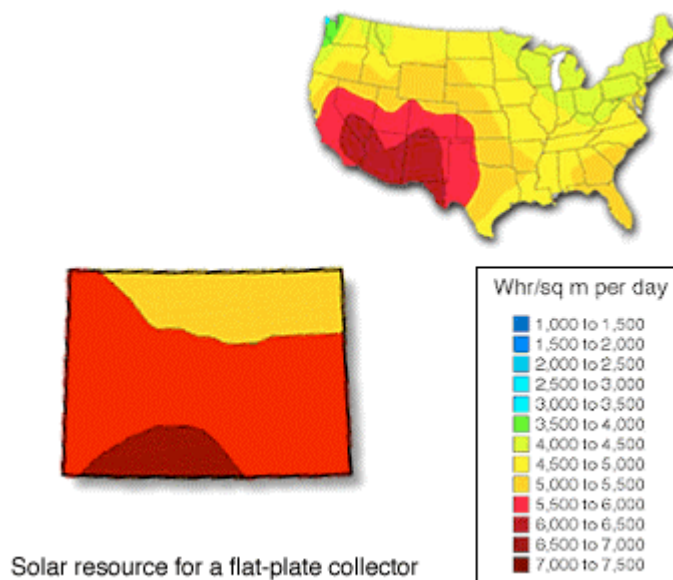 Whr/sq m per day
1,000 to 1,500
1,500 to 2,000
2,000 to 2,500
2,500 to 3,000
3,000 to 3,500
3,500 to 4,000
4,000 to 4,500
4,500 to 5,000
5,000 to 5,500
5,500 to 6,000
6,000 to 6,500
6,500 to 7,000
7,000 to 7,500
Solar resource for a flat-plate collector